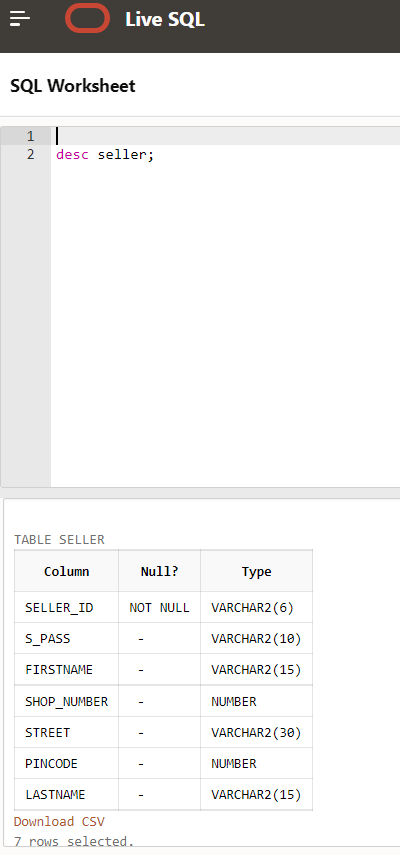 Live SQL
SQL Worksheet
1
2 desc seller;
TABLE SELLER
Column Null? Type
SELLER_ID NOT NULL VARCHAR2(6)
S_PASS - VARCHAR2(10)
FIRSTNAME - VARCHAR2(15)
SHOP_NUMBER - NUMBER
STREET - VARCHAR2(30)
PINCODE - NUMBER
LASTNAME - VARCHAR2(15)
Download CSV
7 rows selected.